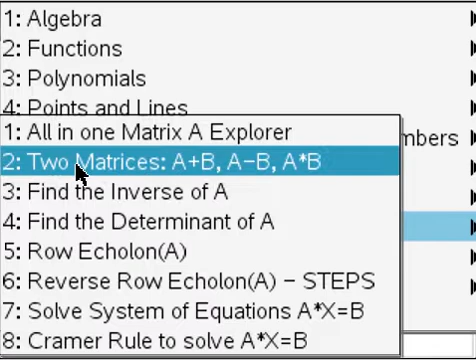 1: Algebra
2: Functions
3: Polynomials
4: Points and Lines
mbers
1: All in one Matrix A Explorer
2: Two Matrices: A+B, A−B, A*B
3: Find the Inverse of A
4: Find the Determinant of A
5: Row Echolon(A)
6: Reverse Row Echolon(A) − STEPS
7: Solve System of Equations A*X=B
8: Cramer Rule to solve A*X=B